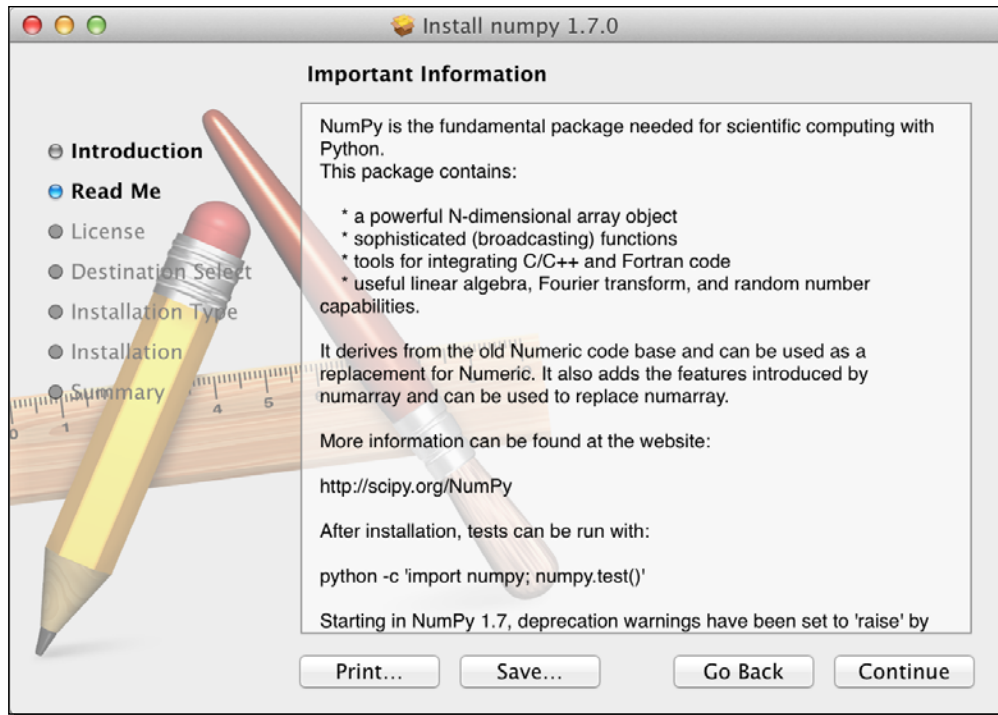 Install numpy 1.7.0
Important Information
Introduction
Read Me
License
Destination Select
Installation Type
Installation
Summary
NumPy is the fundamental package needed for scientific computing with
Python.
This package contains:
* a powerful N-dimensional array object
* sophisticated (broadcasting) functions
* tools for integrating C/C++ and Fortran code
* useful linear algebra, Fourier transform, and random number
capabilities.
It derives from the old Numeric code base and can be used as a
replacement for Numeric. It also adds the features introduced by
numarray and can be used to replace numarray.
More information can be found at the website:
http://scipy.org/NumPy
After installation, tests can be run with:
python -c 'import numpy; numpy.test()'
Starting in NumPy 1.7, deprecation warnings have been set to 'raise' by
0 1 4 5
Print... Save... Go Back Continue